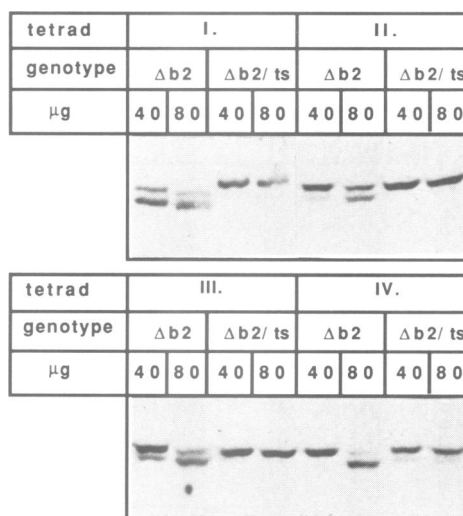 tetrad I. II.
genotype Δb2 Δb2/ts Δb2 Δb2/ts
µg 40 80 40 80 40 80 40 80
tetrad III. IV.
genotype Δb2 Δb2/ts Δb2 Δb2/ts
µg 40 80 40 80 40 80 40 80